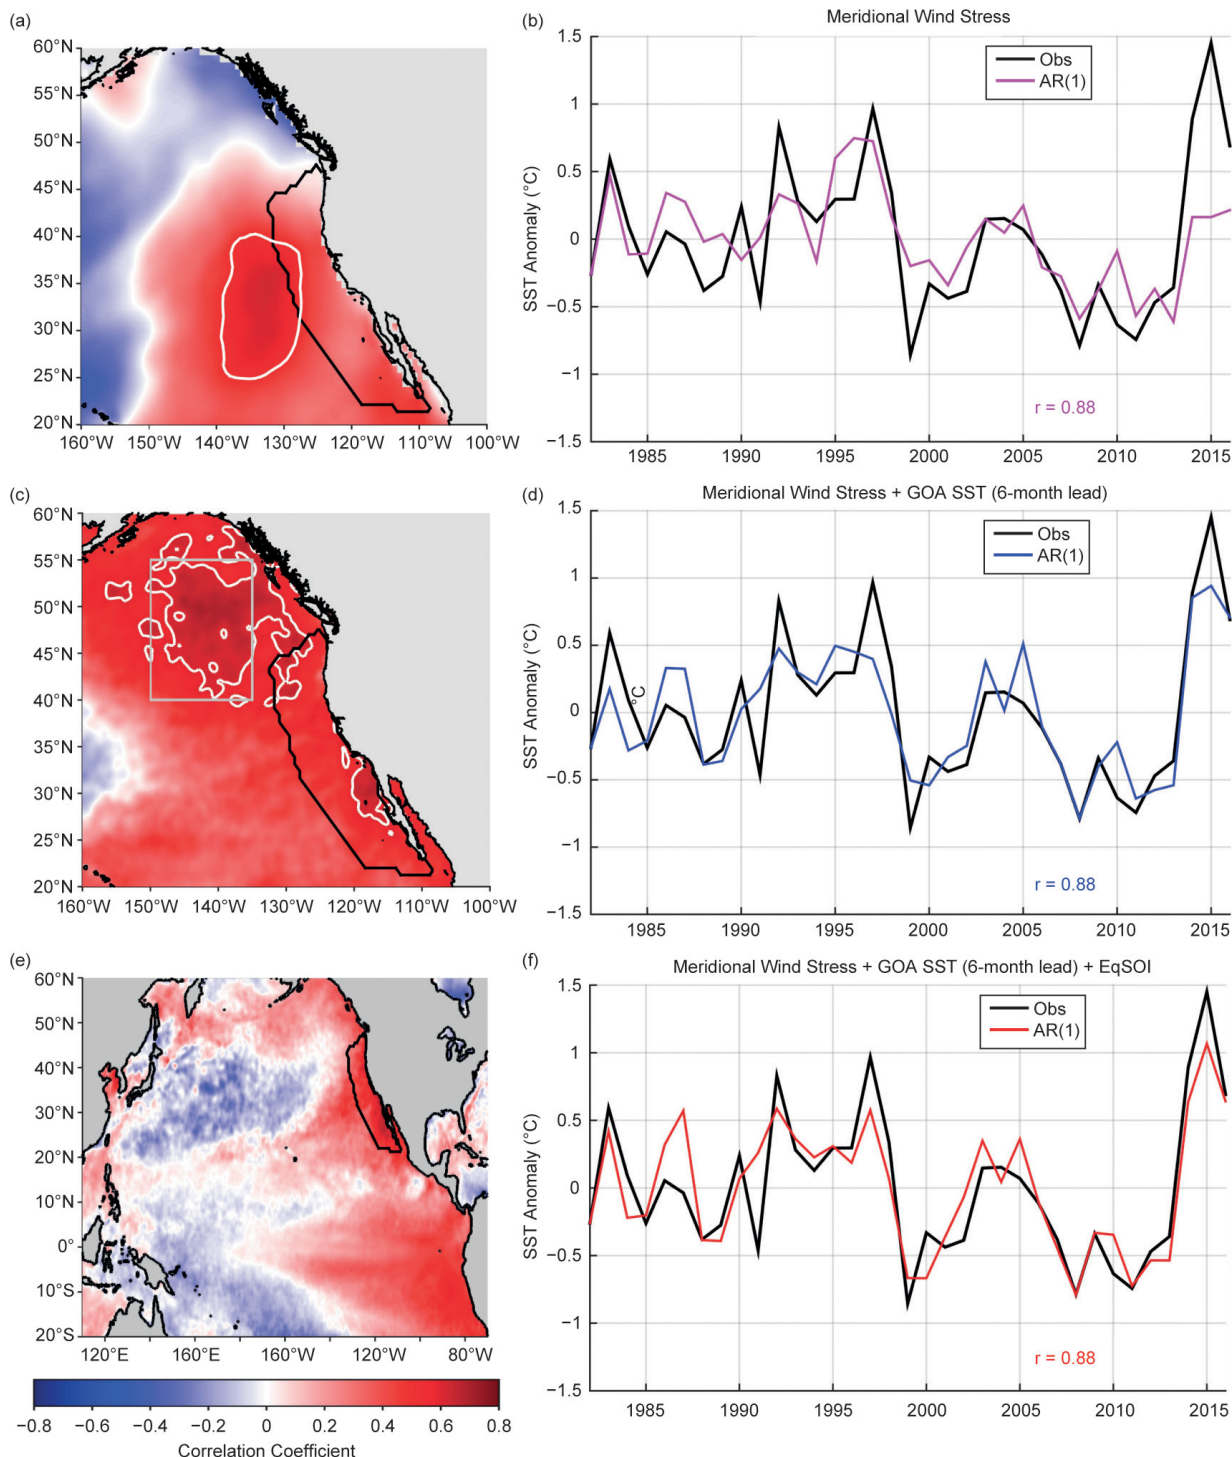 (a)
60°N
55°N
50°N
45°N
40°N
35°N
30°N
25°N
20°N
160°W 150°W 140°W 130°W 120°W 110°W 100°W
(b)
Meridional Wind Stress
Obs
AR(1)
SST Anomaly (°C)
1.5
1
0.5
0
−0.5
−1
−1.5
r = 0.88
1985 1990 1995 2000 2005 2010 2015
(c)
60°N
55°N
50°N
45°N
40°N
35°N
30°N
25°N
20°N
160°W 150°W 140°W 130°W 120°W 110°W 100°W
(d)
Meridional Wind Stress + GOA SST (6-month lead)
Obs
AR(1)
SST Anomaly (°C)
°C
1.5
1
0.5
0
−0.5
−1
−1.5
r = 0.88
1985 1990 1995 2000 2005 2010 2015
(e)
60°N
50°N
40°N
30°N
20°N
10°N
0°
10°S
20°S
120°E 160°E 160°W 120°W 80°W
−0.8 −0.6 −0.4 −0.2 0 0.2 0.4 0.6 0.8
Correlation Coefficient
(f)
Meridional Wind Stress + GOA SST (6-month lead) + EqSOI
Obs
AR(1)
SST Anomaly (°C)
1.5
1
0.5
0
−0.5
−1
−1.5
r = 0.88
1985 1990 1995 2000 2005 2010 2015